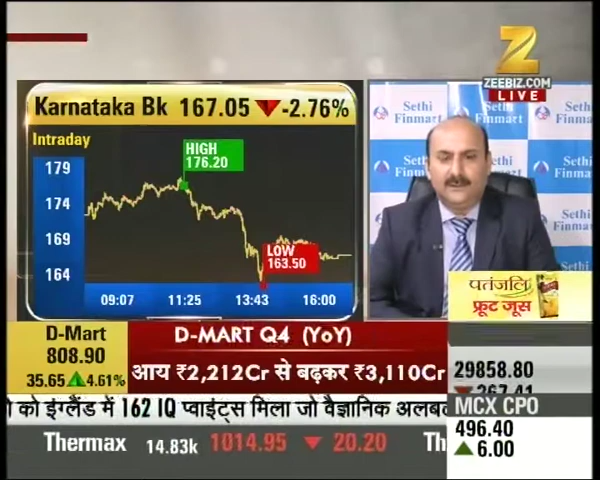 Z
ZEEBIZ.COM
LIVE
Karnataka Bk 167.05 -2.76%
Intraday
179
174
169
164
HIGH
176.20
LOW
163.50
09:07 11:25 13:43 16:00
Sethi
Finmart
Sethi
Finmart
Sethi
Finmart
Sethi
Sethi
पतंजलि
फ्रूट जूस
D-Mart
808.90
35.65 4.61%
D-MART Q4 (YoY)
आय ₹2,212Cr से बढ़कर ₹3,110Cr
29858.80
267.41
को इंग्लैंड में 162 IQ प्वाइंट्स मिला जो वैज्ञानिक अलबर्ट
MCX CPO
496.40
6.00
Thermax 14.83k 1014.95 20.20 Th